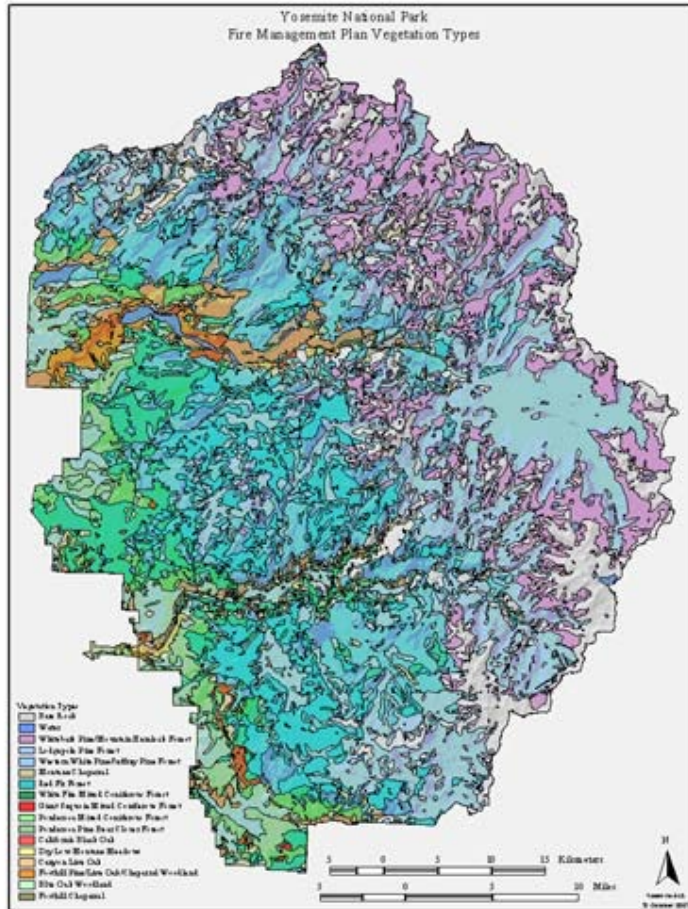 Yosemite National Park
Fire Management Plan Vegetation Types
Vegetation Types
Bare Rock
Water
Whitebark Pine/Mountain Hemlock Forest
Lodgepole Pine Forest
Western White Pine/Jeffrey Pine Forest
Montane Chaparral
Red Fir Forest
White Fir Mixed Coniferous Forest
Giant Sequoia Mixed Coniferous Forest
Ponderosa Mixed Coniferous Forest
Ponderosa Pine/Bear Clover Forest
California Black Oak
Dry Low Montane Meadows
Canyon Live Oak
Foothill Pine/Live Oak/Chaparral Woodland
Blue Oak Woodland
Foothill Chaparral
N
5 0 5 10 15 Kilometers
5 0 5 10 Miles